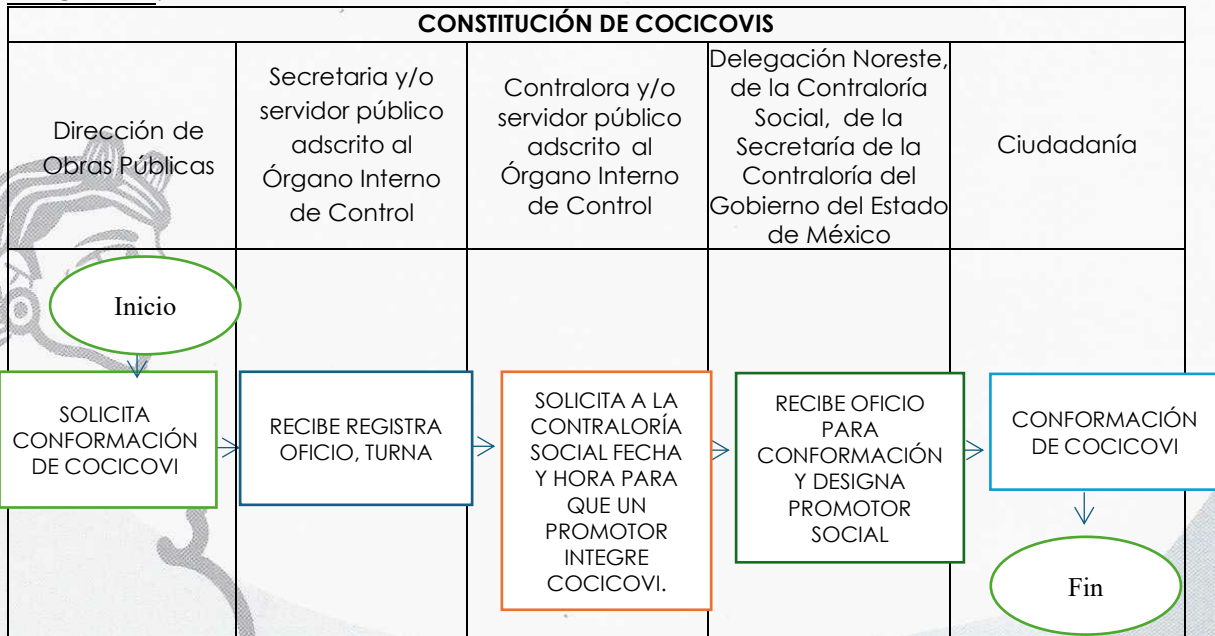 CONSTITUCIÓN DE COCICOVIS
Dirección de
Obras Públicas
Secretaria y/o
servidor público
adscrito al
Órgano Interno
de Control
Contralora y/o
servidor público
adscrito al
Órgano Interno
de Control
Delegación Noreste,
de la Contraloría
Social, de la
Secretaría de la
Contraloría del
Gobierno del Estado
de México
Ciudadanía
Inicio
SOLICITA
CONFORMACIÓN
DE COCICOVI
RECIBE REGISTRA
OFICIO, TURNA
SOLICITA A LA
CONTRALORÍA
SOCIAL FECHA
Y HORA PARA
QUE UN
PROMOTOR
INTEGRE
COCICOVI.
RECIBE OFICIO
PARA
CONFORMACIÓN
Y DESIGNA
PROMOTOR
SOCIAL
CONFORMACIÓN
DE COCICOVI
Fin